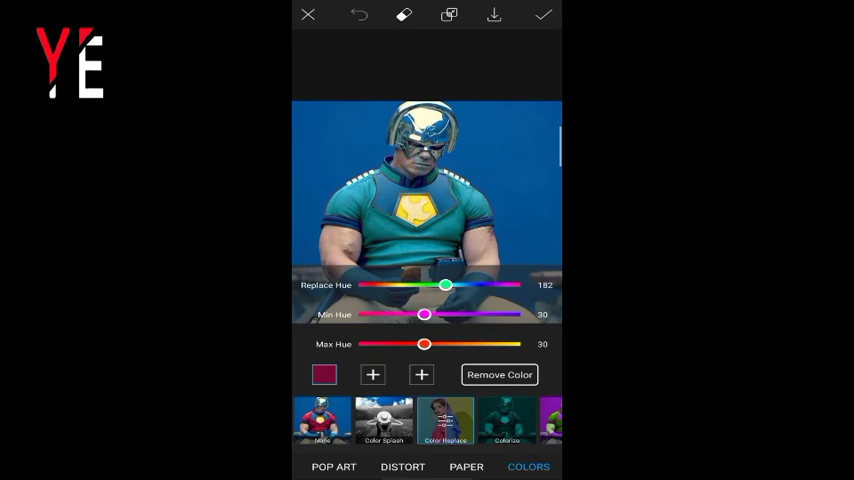 YE
Replace Hue 182
Min Hue 30
Max Hue 30
Remove Color
None Color Splash Color Replace Colorize
POP ART DISTORT PAPER COLORS